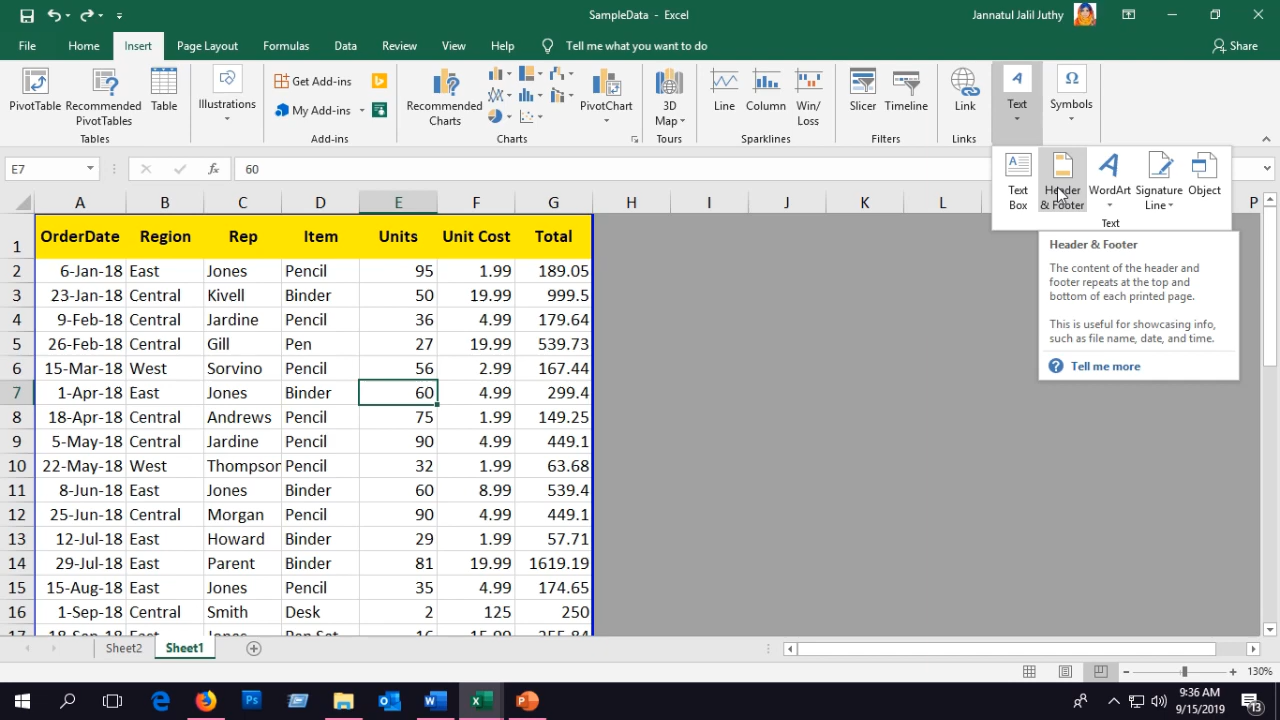 SampleData - Excel
Jannatul Jalil Juthy
File Home Insert Page Layout Formulas Data Review View Help Tell me what you want to do Share
PivotTable
Recommended
PivotTables
Table
Tables
Illustrations
Get Add-ins
My Add-ins
Add-ins
Recommended
Charts
PivotChart
Charts
3D
Map
Tours
Line
Column
Win/
Loss
Sparklines
Slicer
Timeline
Filters
Link
Links
Text
Symbols
Text
Box
Header
& Footer
WordArt
Signature
Line
Object
Text
Header & Footer
The content of the header and
footer repeats at the top and
bottom of each printed page.
This is useful for showcasing info,
such as file name, date, and time.
Tell me more
E7 fx 60
A B C D E F G H I J K L P
1 OrderDate Region Rep Item Units Unit Cost Total
2 6-Jan-18 East Jones Pencil 95 1.99 189.05
3 23-Jan-18 Central Kivell Binder 50 19.99 999.5
4 9-Feb-18 Central Jardine Pencil 36 4.99 179.64
5 26-Feb-18 Central Gill Pen 27 19.99 539.73
6 15-Mar-18 West Sorvino Pencil 56 2.99 167.44
7 1-Apr-18 East Jones Binder 60 4.99 299.4
8 18-Apr-18 Central Andrews Pencil 75 1.99 149.25
9 5-May-18 Central Jardine Pencil 90 4.99 449.1
10 22-May-18 West Thompson Pencil 32 1.99 63.68
11 8-Jun-18 East Jones Binder 60 8.99 539.4
12 25-Jun-18 Central Morgan Pencil 90 4.99 449.1
13 12-Jul-18 East Howard Binder 29 1.99 57.71
14 29-Jul-18 East Parent Binder 81 19.99 1619.19
15 15-Aug-18 East Jones Pencil 35 4.99 174.65
16 1-Sep-18 Central Smith Desk 2 125 250
17 18-Sep-18 East Jones Pen Set 16 15.99 255.84
Sheet2 Sheet1
130%
9:36 AM
9/15/2019
13